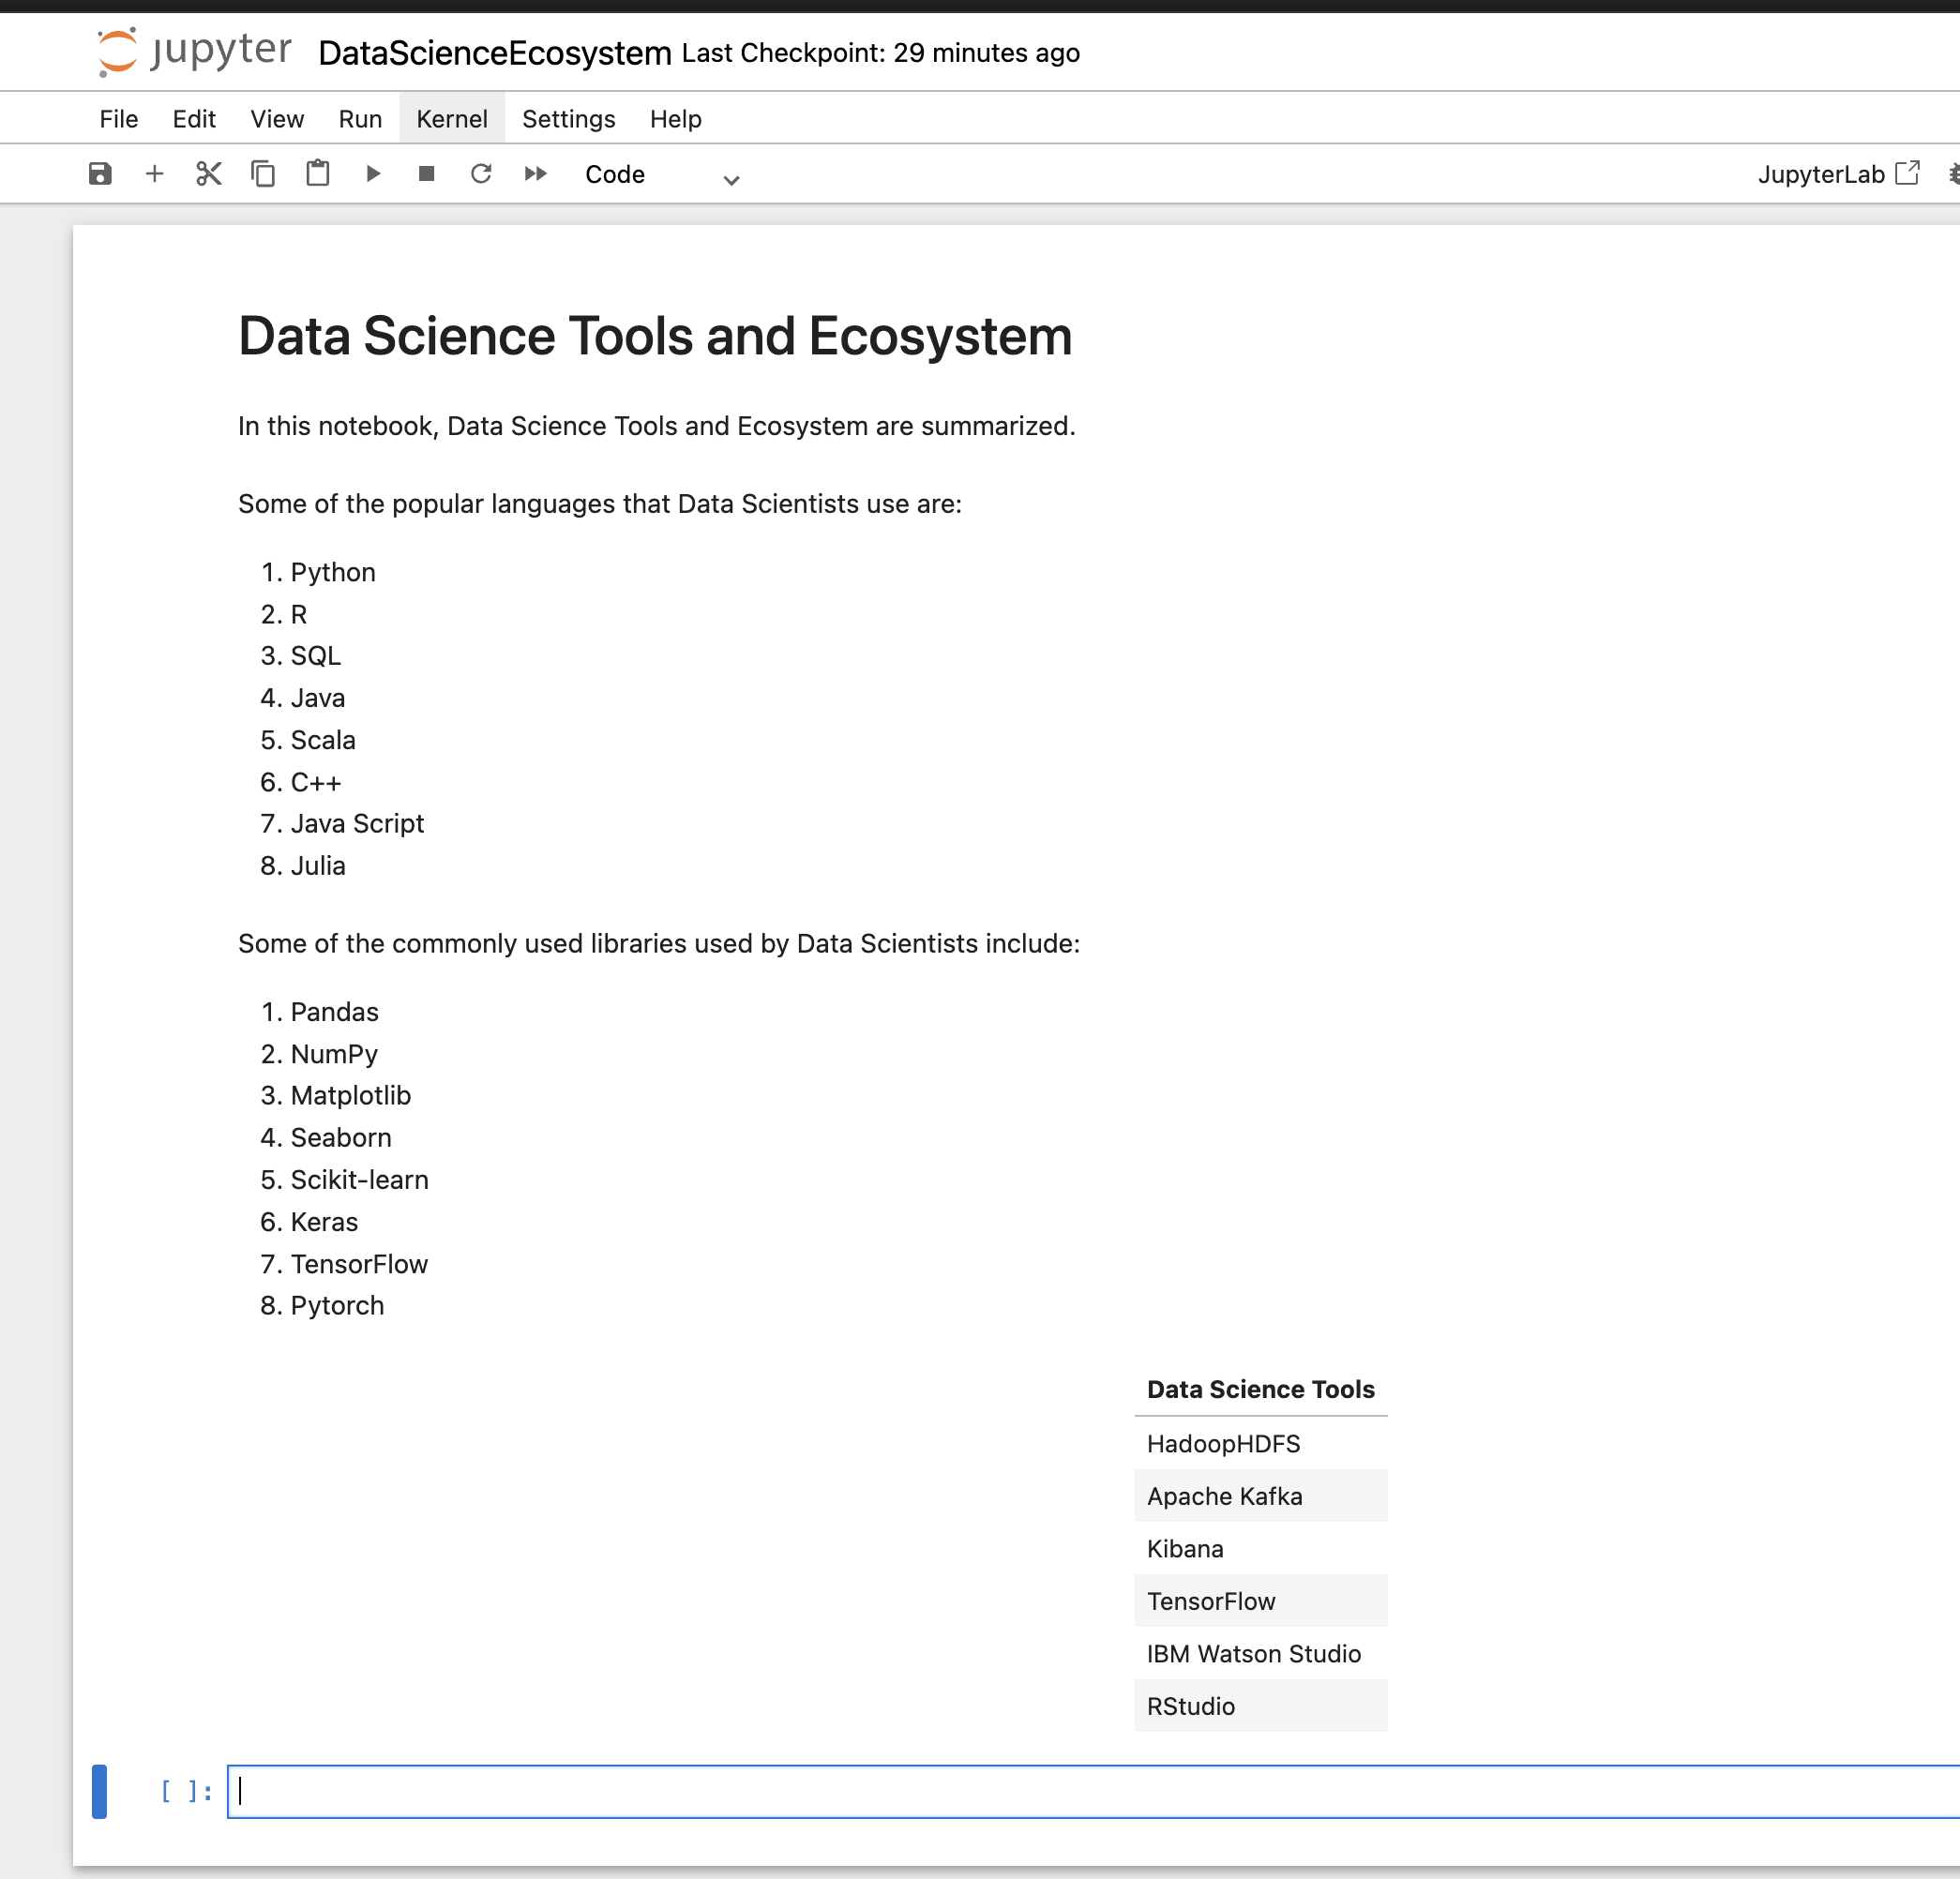 jupyter DataScienceEcosystem Last Checkpoint: 29 minutes ago
File Edit View Run Kernel Settings Help
Code JupyterLab
Data Science Tools and Ecosystem
In this notebook, Data Science Tools and Ecosystem are summarized.
Some of the popular languages that Data Scientists use are:
1. Python
2. R
3. SQL
4. Java
5. Scala
6. C++
7. Java Script
8. Julia
Some of the commonly used libraries used by Data Scientists include:
1. Pandas
2. NumPy
3. Matplotlib
4. Seaborn
5. Scikit-learn
6. Keras
7. TensorFlow
8. Pytorch
Data Science Tools
HadoopHDFS
Apache Kafka
Kibana
TensorFlow
IBM Watson Studio
RStudio
[ ]: